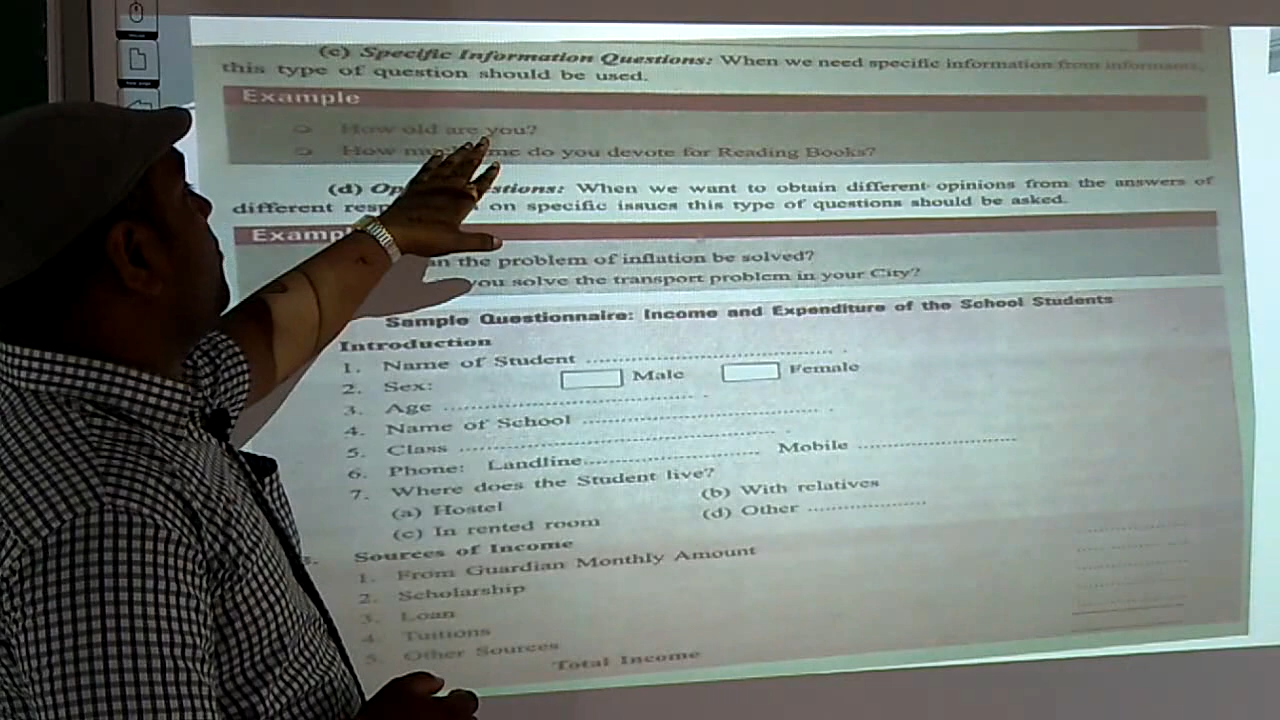 (c) Specific Information Questions: When we need specific information from informants,
this type of question should be used.
Example
How old are you?
How much me do you devote for Reading Books?
(d) Op stions: When we want to obtain different opinions from the answers of
different resp on specific issues this type of questions should be asked.
Exampl
an the problem of inflation be solved?
you solve the transport problem in your City?
Sample Questionnaire: Income and Expenditure of the School Students
Introduction
1. Name of Student ........................................ .
2. Sex: Male Female
3. Age ........................................ .
4. Name of School ........................................ .
5. Class ........................................ .
6. Phone: Landline............................. Mobile .........................
7. Where does the Student live?
(a) Hostel (b) With relatives
(c) In rented room (d) Other ....................
Sources of Income
1. From Guardian Monthly Amount ....................
2. Scholarship ....................
3. Loan ....................
4. Tuitions ....................
5. Other Sources
Total Income